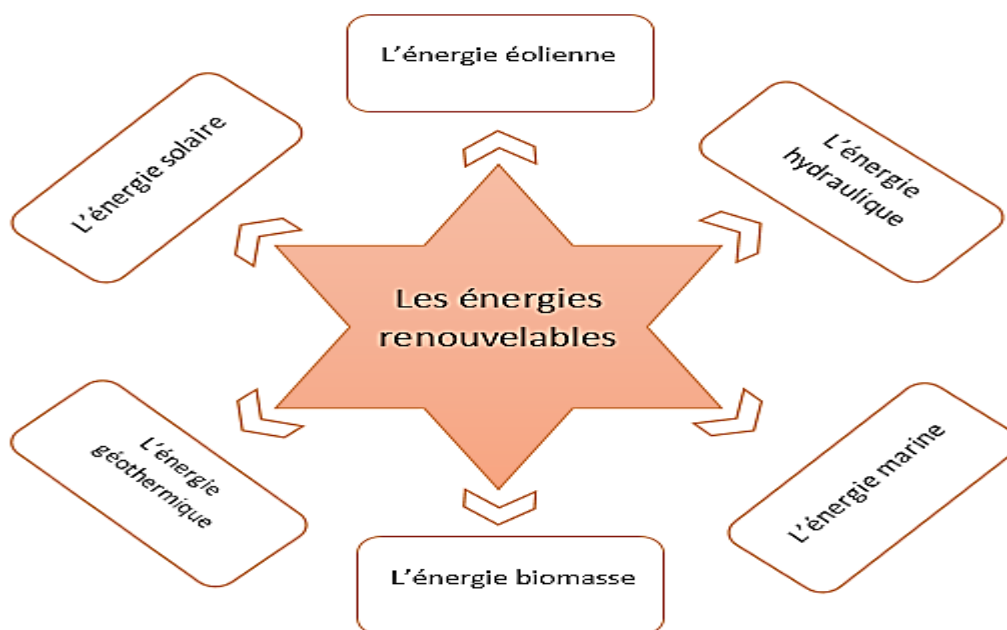 L'énergie éolienne
L'énergie solaire
L'énergie
hydraulique
Les énergies
renouvelables
L'énergie
géothermique
L'énergie marine
L'énergie biomasse